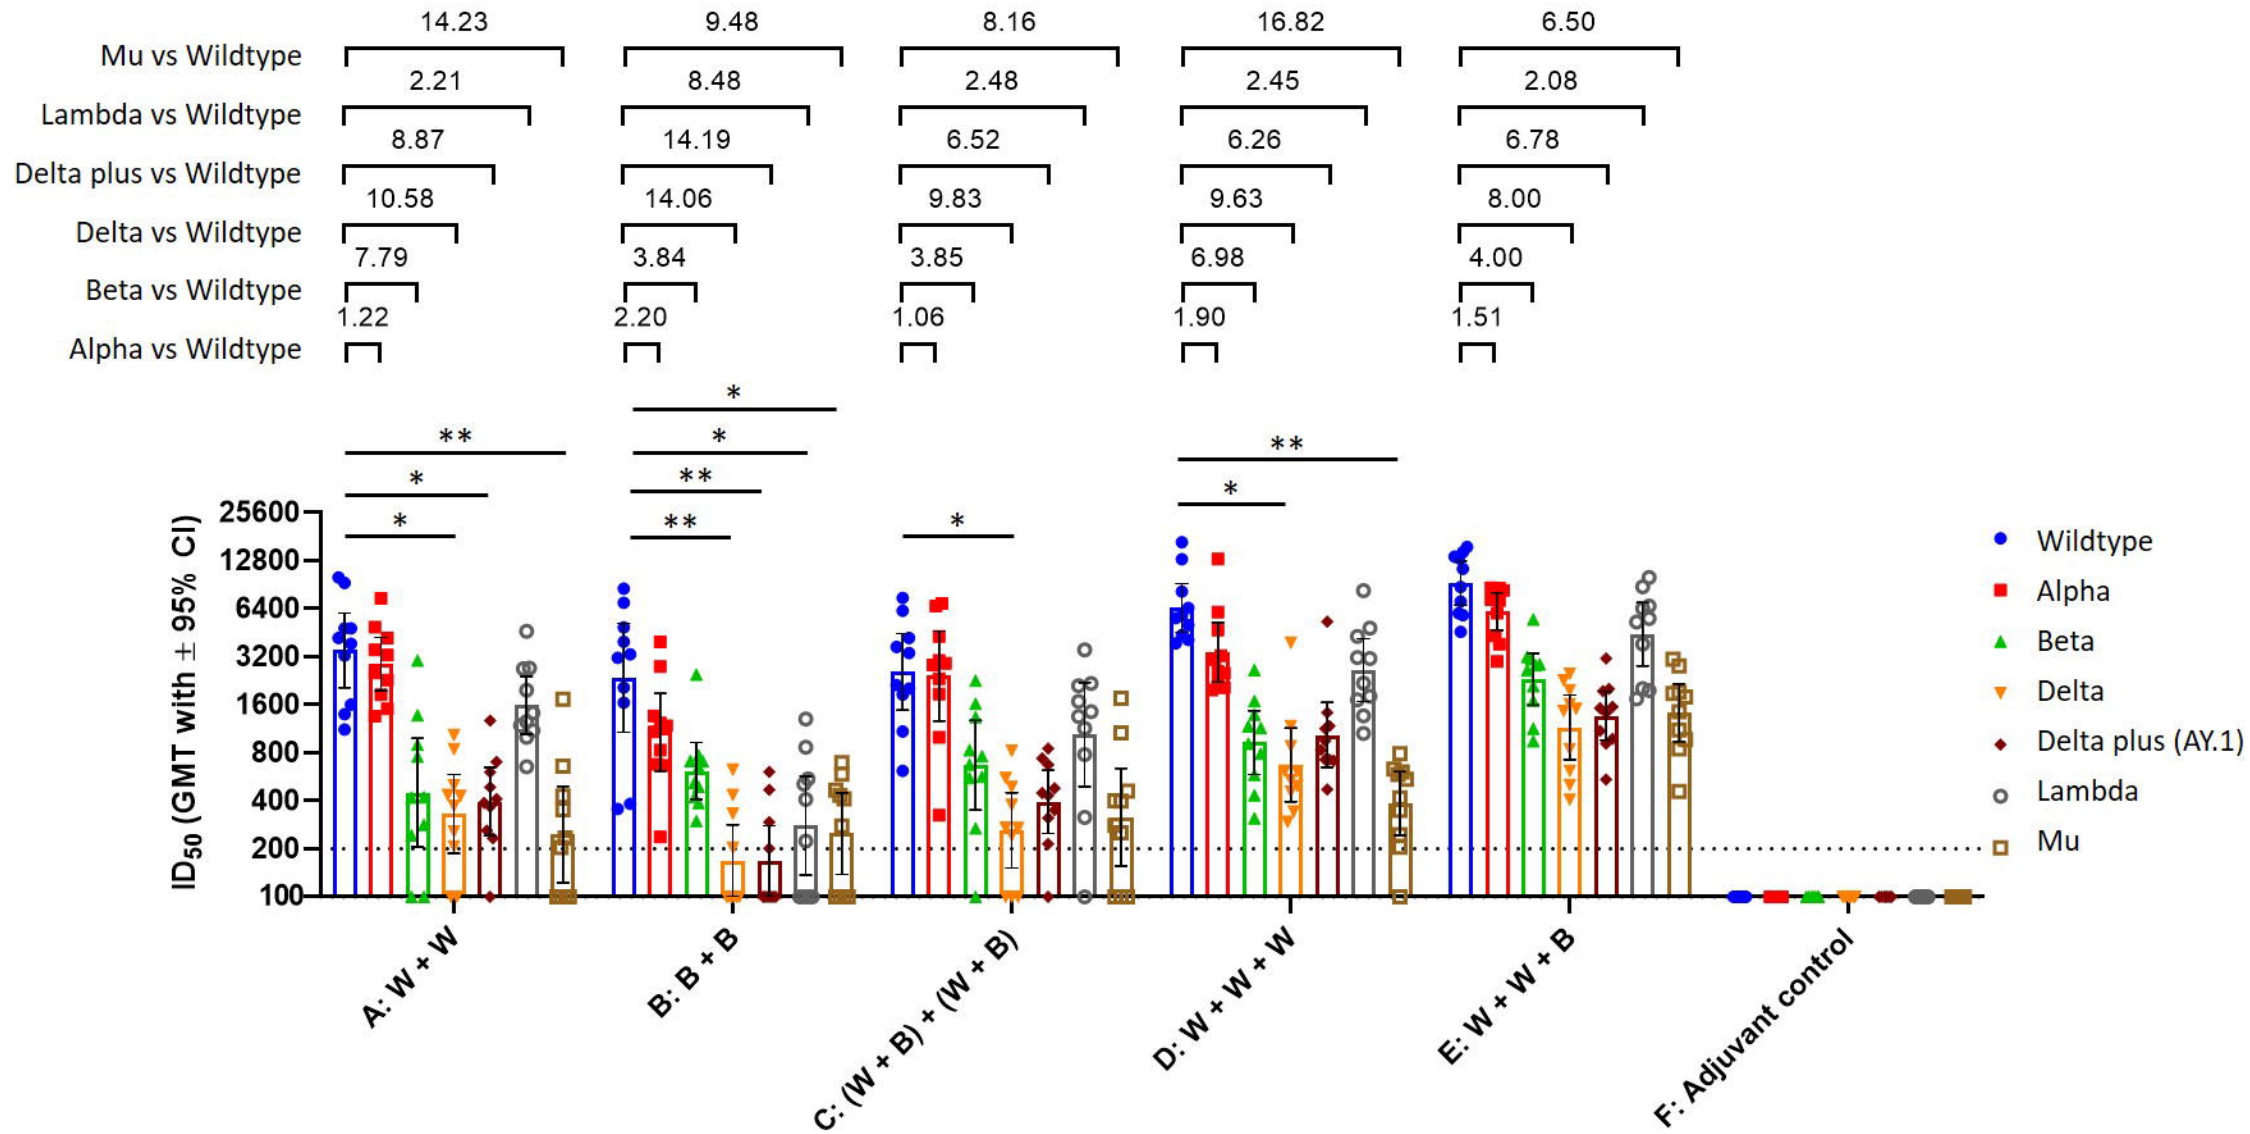 14.23 9.48 8.16 16.82 6.50
Mu vs Wildtype
2.21 8.48 2.48 2.45 2.08
Lambda vs Wildtype
8.87 14.19 6.52 6.26 6.78
Delta plus vs Wildtype
10.58 14.06 9.83 9.63 8.00
Delta vs Wildtype
7.79 3.84 3.85 6.98 4.00
Beta vs Wildtype
1.22 2.20 1.06 1.90 1.51
Alpha vs Wildtype
*
** * **
* ** *
* ** *
ID50 (GMT with ± 95% CI)
25600
12800
6400
3200
1600
800
400
200
100
A: W + W
B: B + B
C: (W + B) + (W + B)
D: W + W + W
E: W + W + B
F: Adjuvant control
Wildtype
Alpha
Beta
Delta
Delta plus (AY.1)
Lambda
Mu